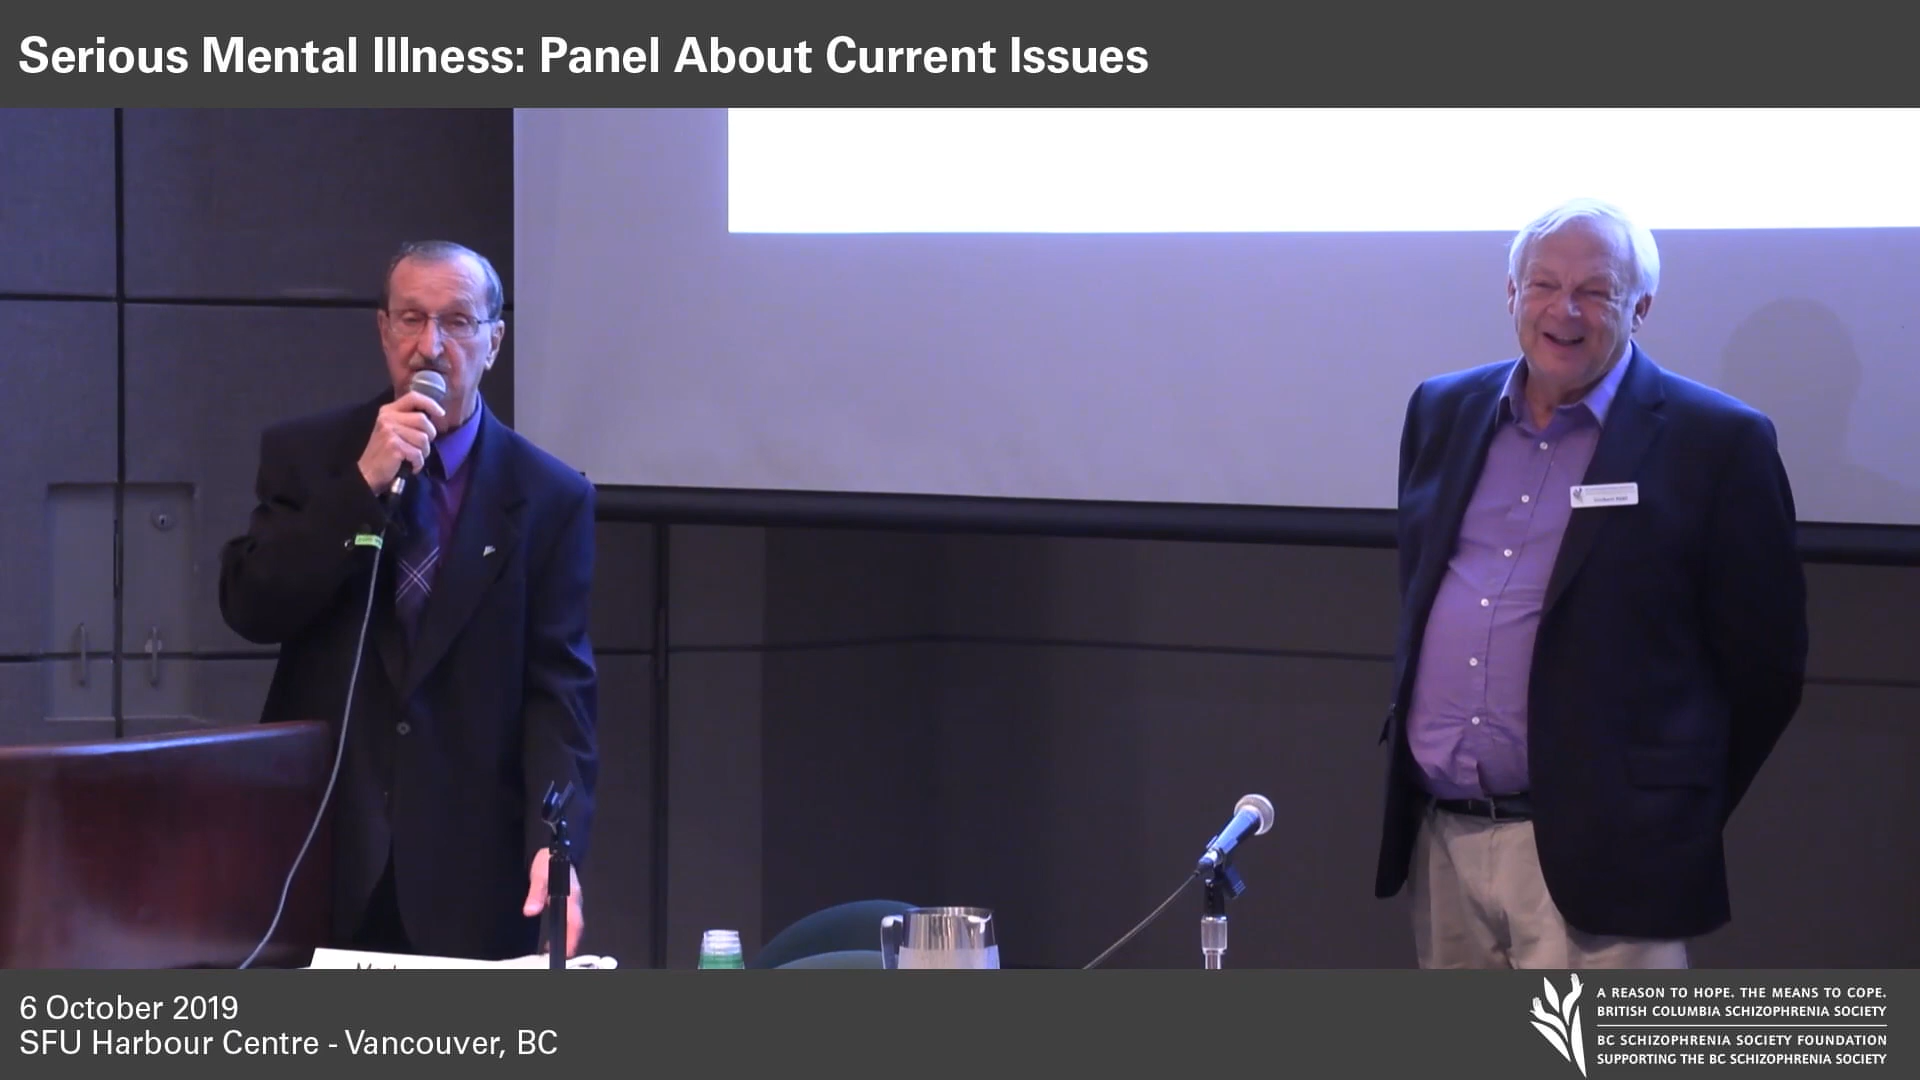 Serious Mental Illness: Panel About Current Issues
6 October 2019
SFU Harbour Centre - Vancouver, BC
A REASON TO HOPE. THE MEANS TO COPE.
BRITISH COLUMBIA SCHIZOPHRENIA SOCIETY
BC SCHIZOPHRENIA SOCIETY FOUNDATION
SUPPORTING THE BC SCHIZOPHRENIA SOCIETY